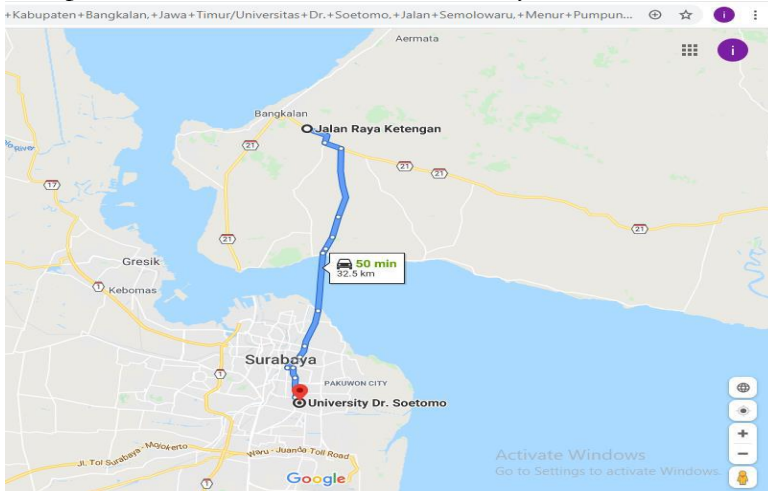 +Kabupaten+Bangkalan,+Jawa+Timur/Universitas+Dr.+Soetomo,+Jalan+Semolowaru,+Menur+Pumpun...
i
Aermata
i
Bangkalan
Jalan Raya Ketengan
21
21
21
17
21
21
Gresik
50 min
32.5 km
1
Kebomas
Surabaya
1
PAKUWON CITY
University Dr. Soetomo
Mojokerto
JL Tol Surabaya
Waru - Juanda Toll Road
Activate Windows
Go to Settings to activate Windows.
Google